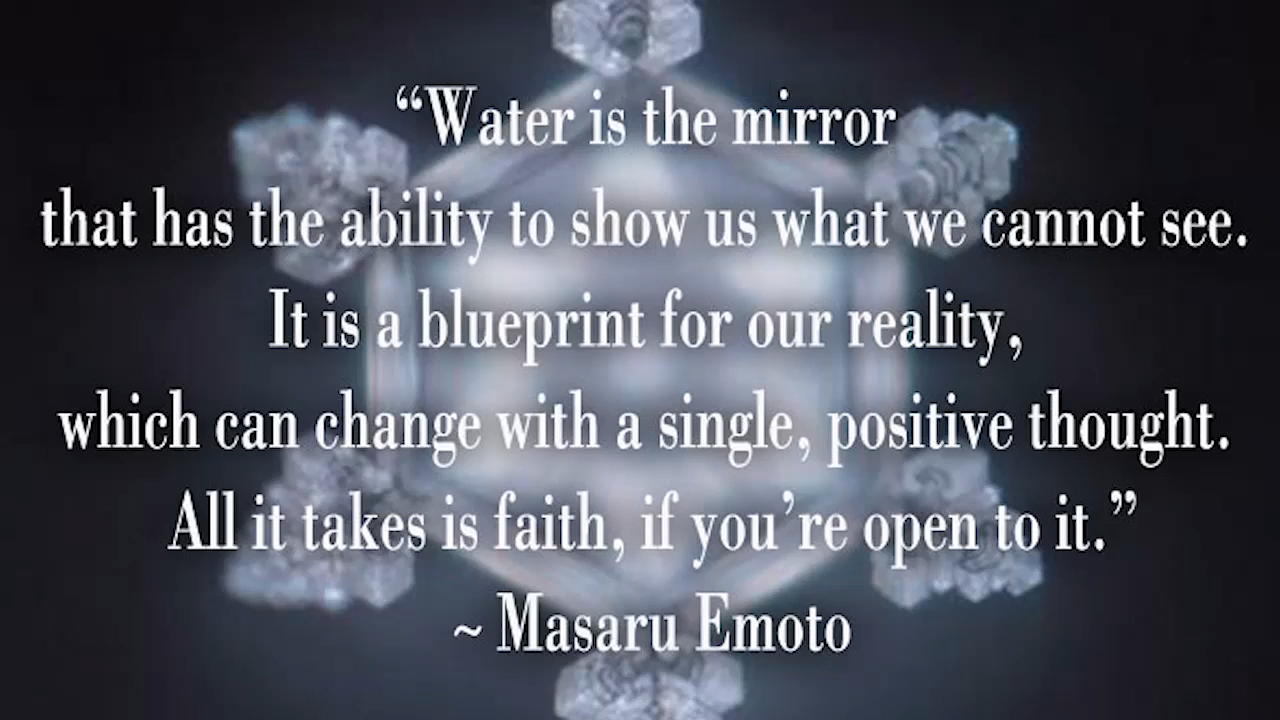 “Water is the mirror
that has the ability to show us what we cannot see.
It is a blueprint for our reality,
which can change with a single, positive thought.
All it takes is faith, if you’re open to it.”
~ Masaru Emoto